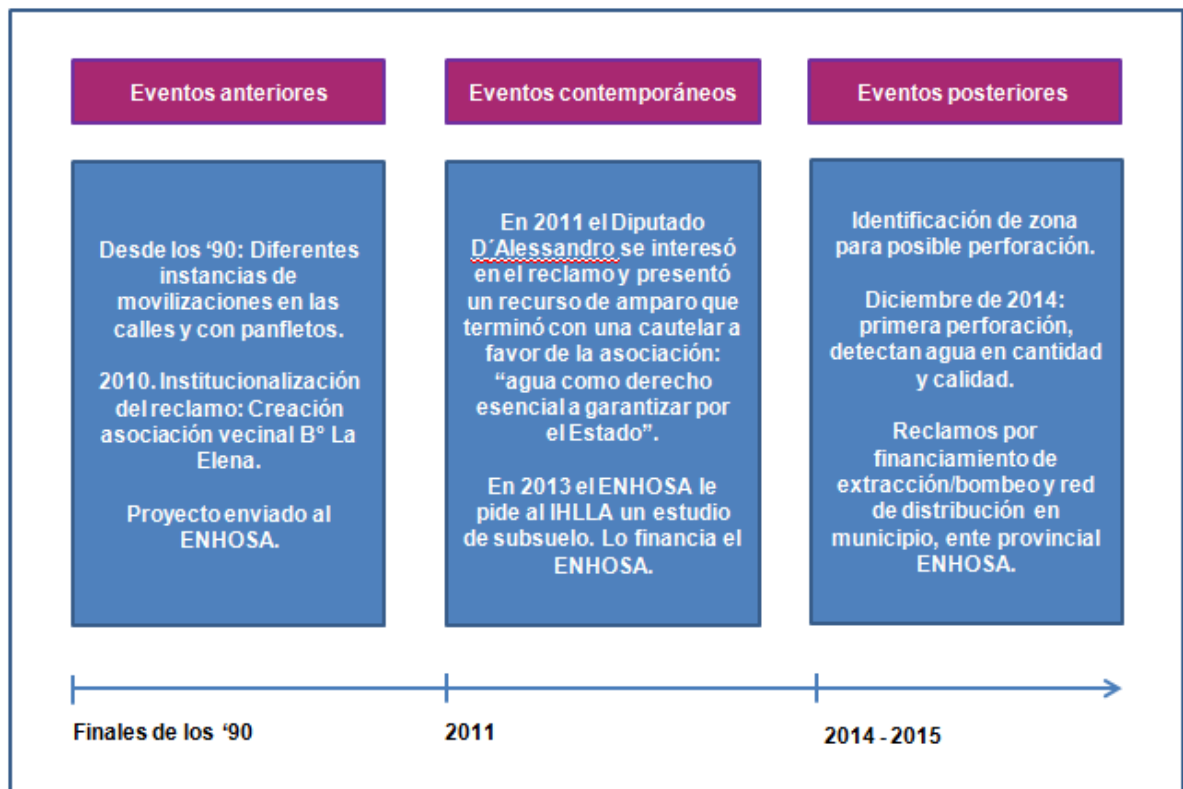 Eventos anteriores
Desde los ‘90: Diferentes
instancias de
movilizaciones en las
calles y con panfletos.
2010. Institucionalización
del reclamo: Creación
asociación vecinal Bº La
Elena.
Proyecto enviado al
ENHOSA.
Eventos contemporáneos
En 2011 el Diputado
D´Alessandro se interesó
en el reclamo y presentó
un recurso de amparo que
terminó con una cautelar a
favor de la asociación:
“agua como derecho
esencial a garantizar por
el Estado”.
En 2013 el ENHOSA le
pide al IHLLA un estudio
de subsuelo. Lo financia el
ENHOSA.
Eventos posteriores
Identificación de zona
para posible perforación.
Diciembre de 2014:
primera perforación,
detectan agua en cantidad
y calidad.
Reclamos por
financiamiento de
extracción/bombeo y red
de distribución en
municipio, ente provincial
ENHOSA.
Finales de los ‘90
2011
2014 - 2015